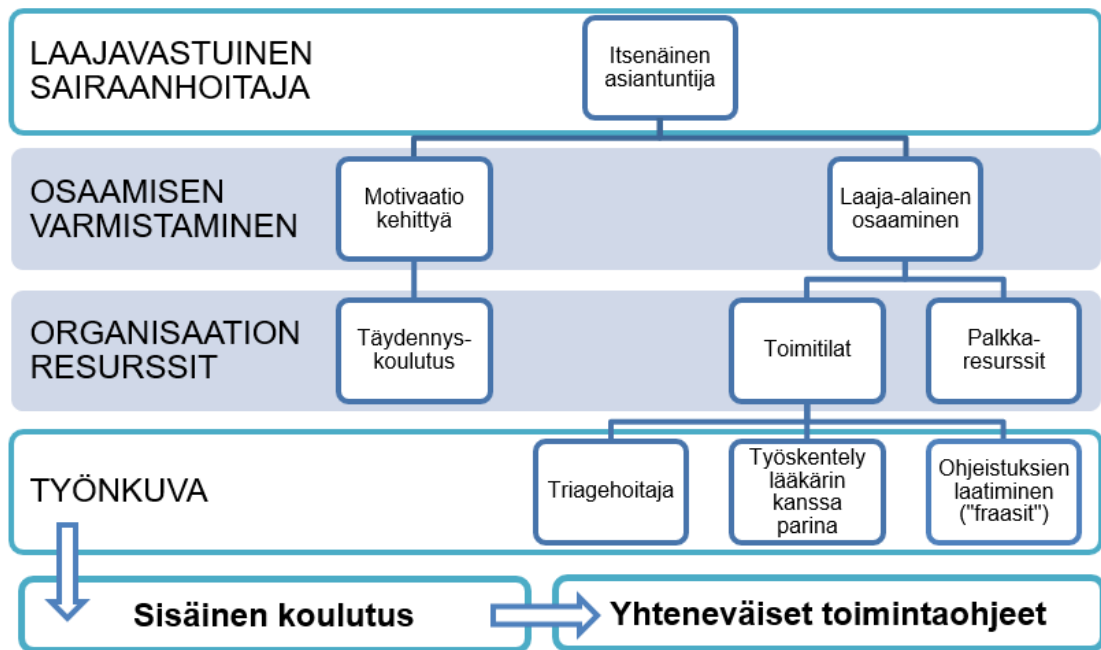 LAAJAVASTUINEN
SAIRAANHOITAJA
Itsenäinen
asiantuntija
OSAAMISEN
VARMISTAMINEN
Motivaatio
kehittyä
Laaja-alainen
osaaminen
ORGANISAATION
RESURSSIT
Täydennys-
koulutus
Toimitilat
Palkka-
resurssit
TYÖNKUVA
Triagehoitaja
Työskentely
lääkärin
kanssa
parina
Ohjeistuksien
laatiminen
("fraasit")
Sisäinen koulutus
Yhteneväiset toimintaohjeet